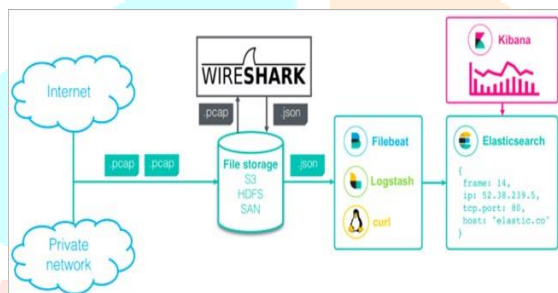 Internet
Private
network
.pcap
.pcap
WIRESHARK
.pcap
.json
File storage
S3
HDFS
SAN
.json
Filebeat
Logstash
curl
Kibana
Elasticsearch
{
frame: 14,
ip: 52.38.239.5,
tcp.port: 80,
host: "elastic.co"
}